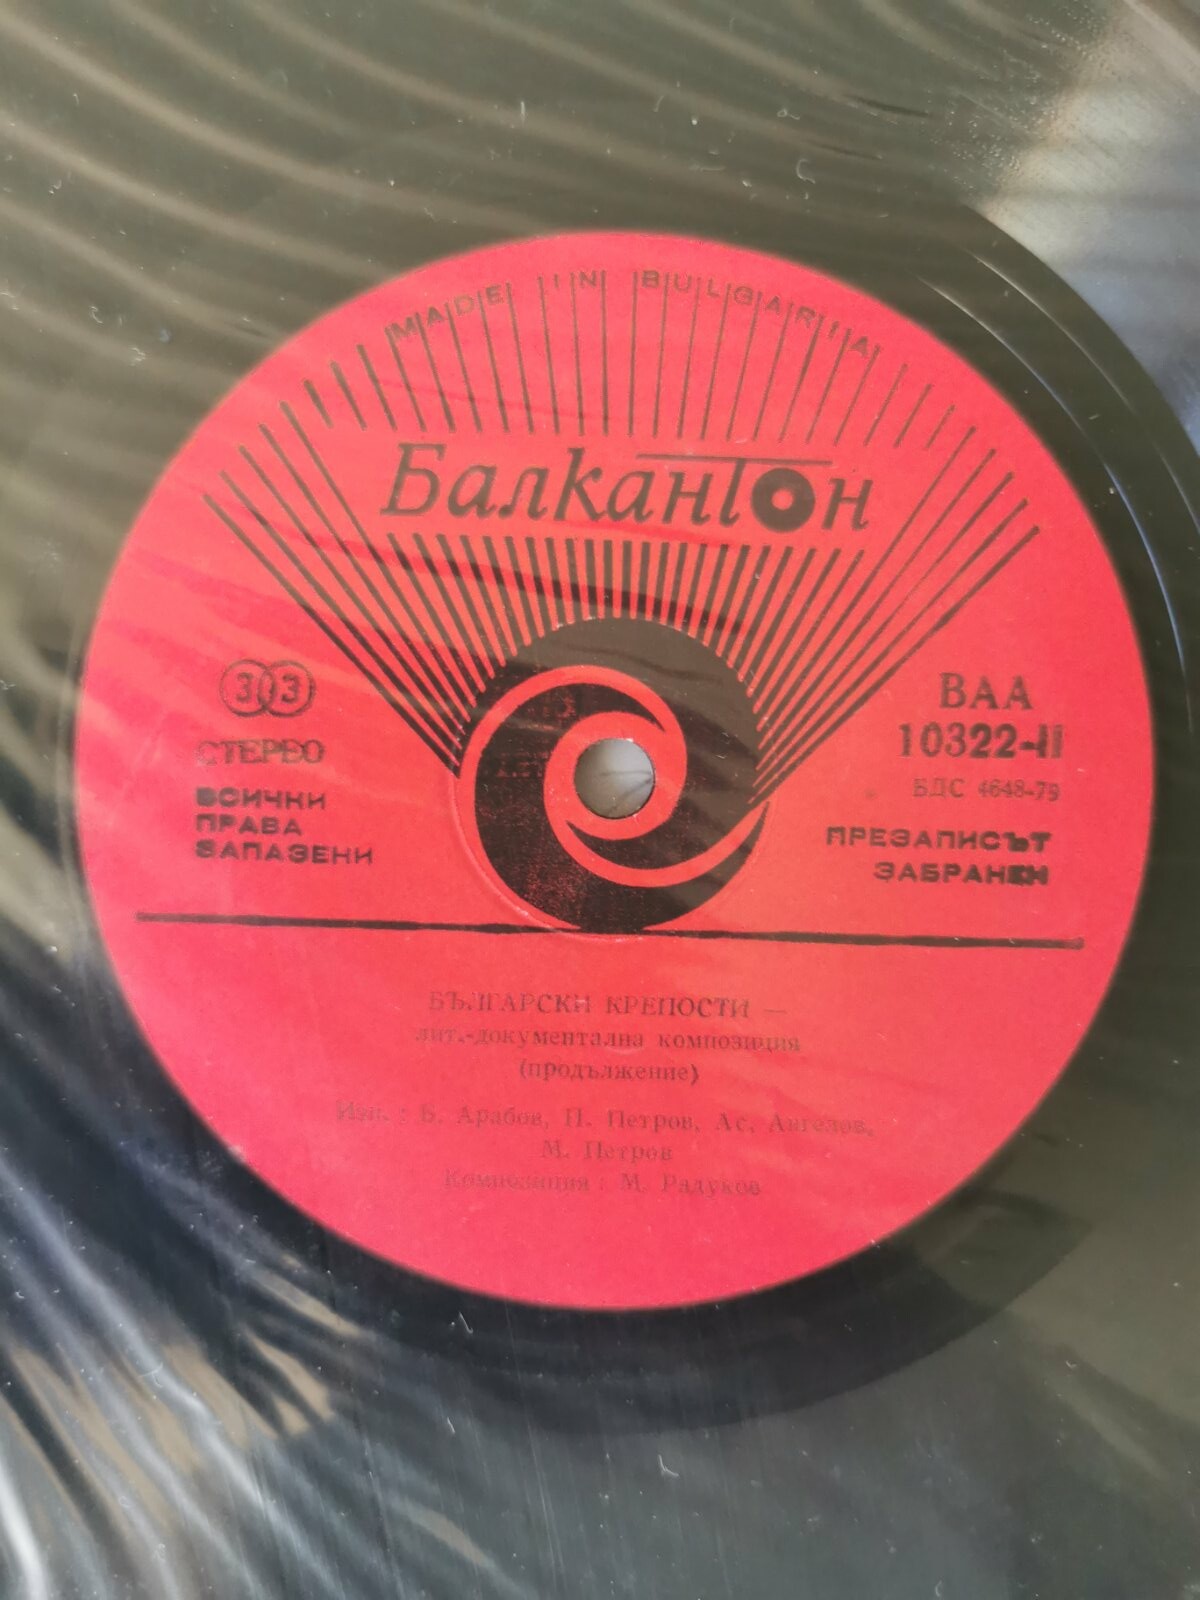 MADE IN BULGARIA
Балкантон
33
СТЕРЕО
ВСИЧКИ
ПРАВА
ЗАПАЗЕНИ
ВАА
10322-II
БДС 4648-79
ПРЕЗАПИСЪТ
ЗАБРАНЕН
БЪЛГАРСКИ КРЕПОСТИ —
лит.-документална композиция
(продължение)
Изп. : Б. Арабов, П. Петров, Ас. Ангелов,
М. Петров
Композиция : М. Радуков